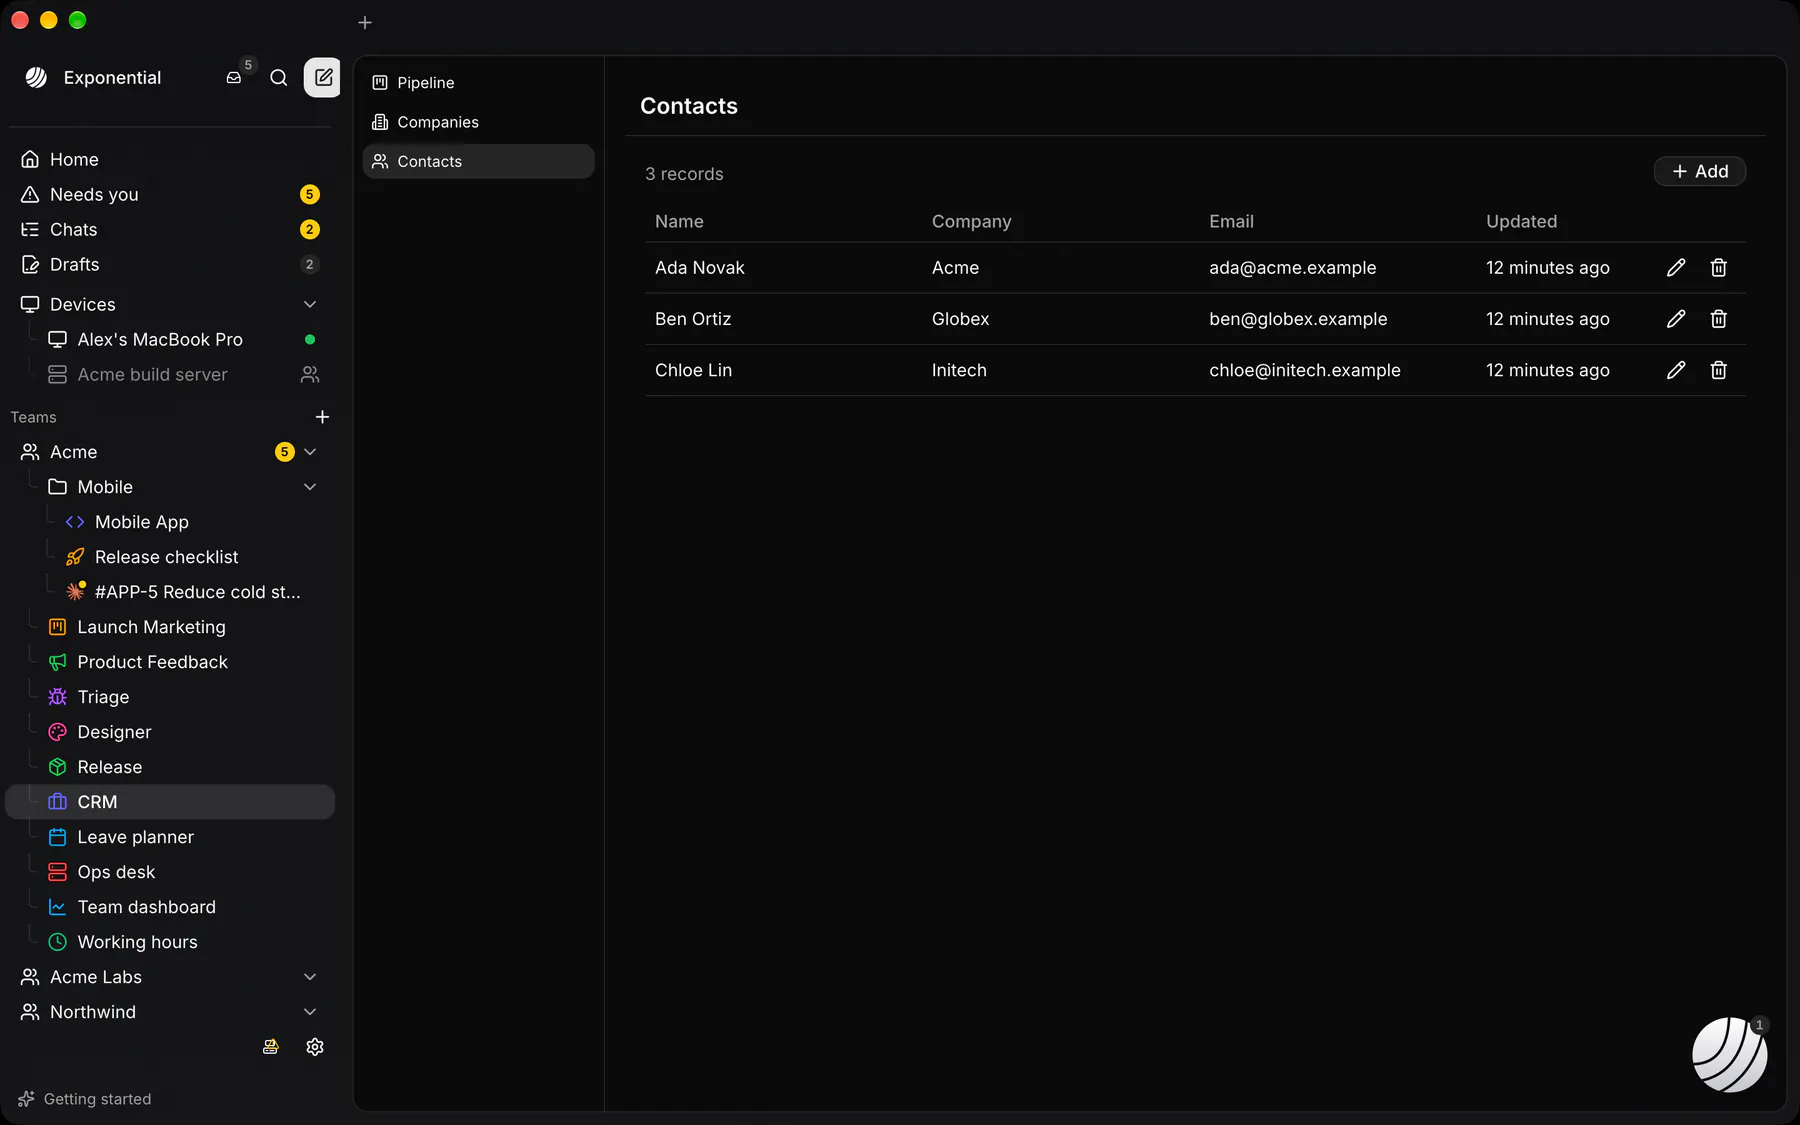 Exponential
5
Home
Needs you 5
Chats 2
Drafts 2
Devices
Alex's MacBook Pro
Acme build server
Teams
Acme 5
Mobile
Mobile App
Release checklist
#APP-5 Reduce cold st...
Launch Marketing
Product Feedback
Triage
Designer
Release
CRM
Leave planner
Ops desk
Team dashboard
Working hours
Acme Labs
Northwind
Getting started
Pipeline
Companies
Contacts
Contacts
3 records
Add
Name Company Email Updated
Ada Novak Acme ada@acme.example 12 minutes ago
Ben Ortiz Globex ben@globex.example 12 minutes ago
Chloe Lin Initech chloe@initech.example 12 minutes ago
1